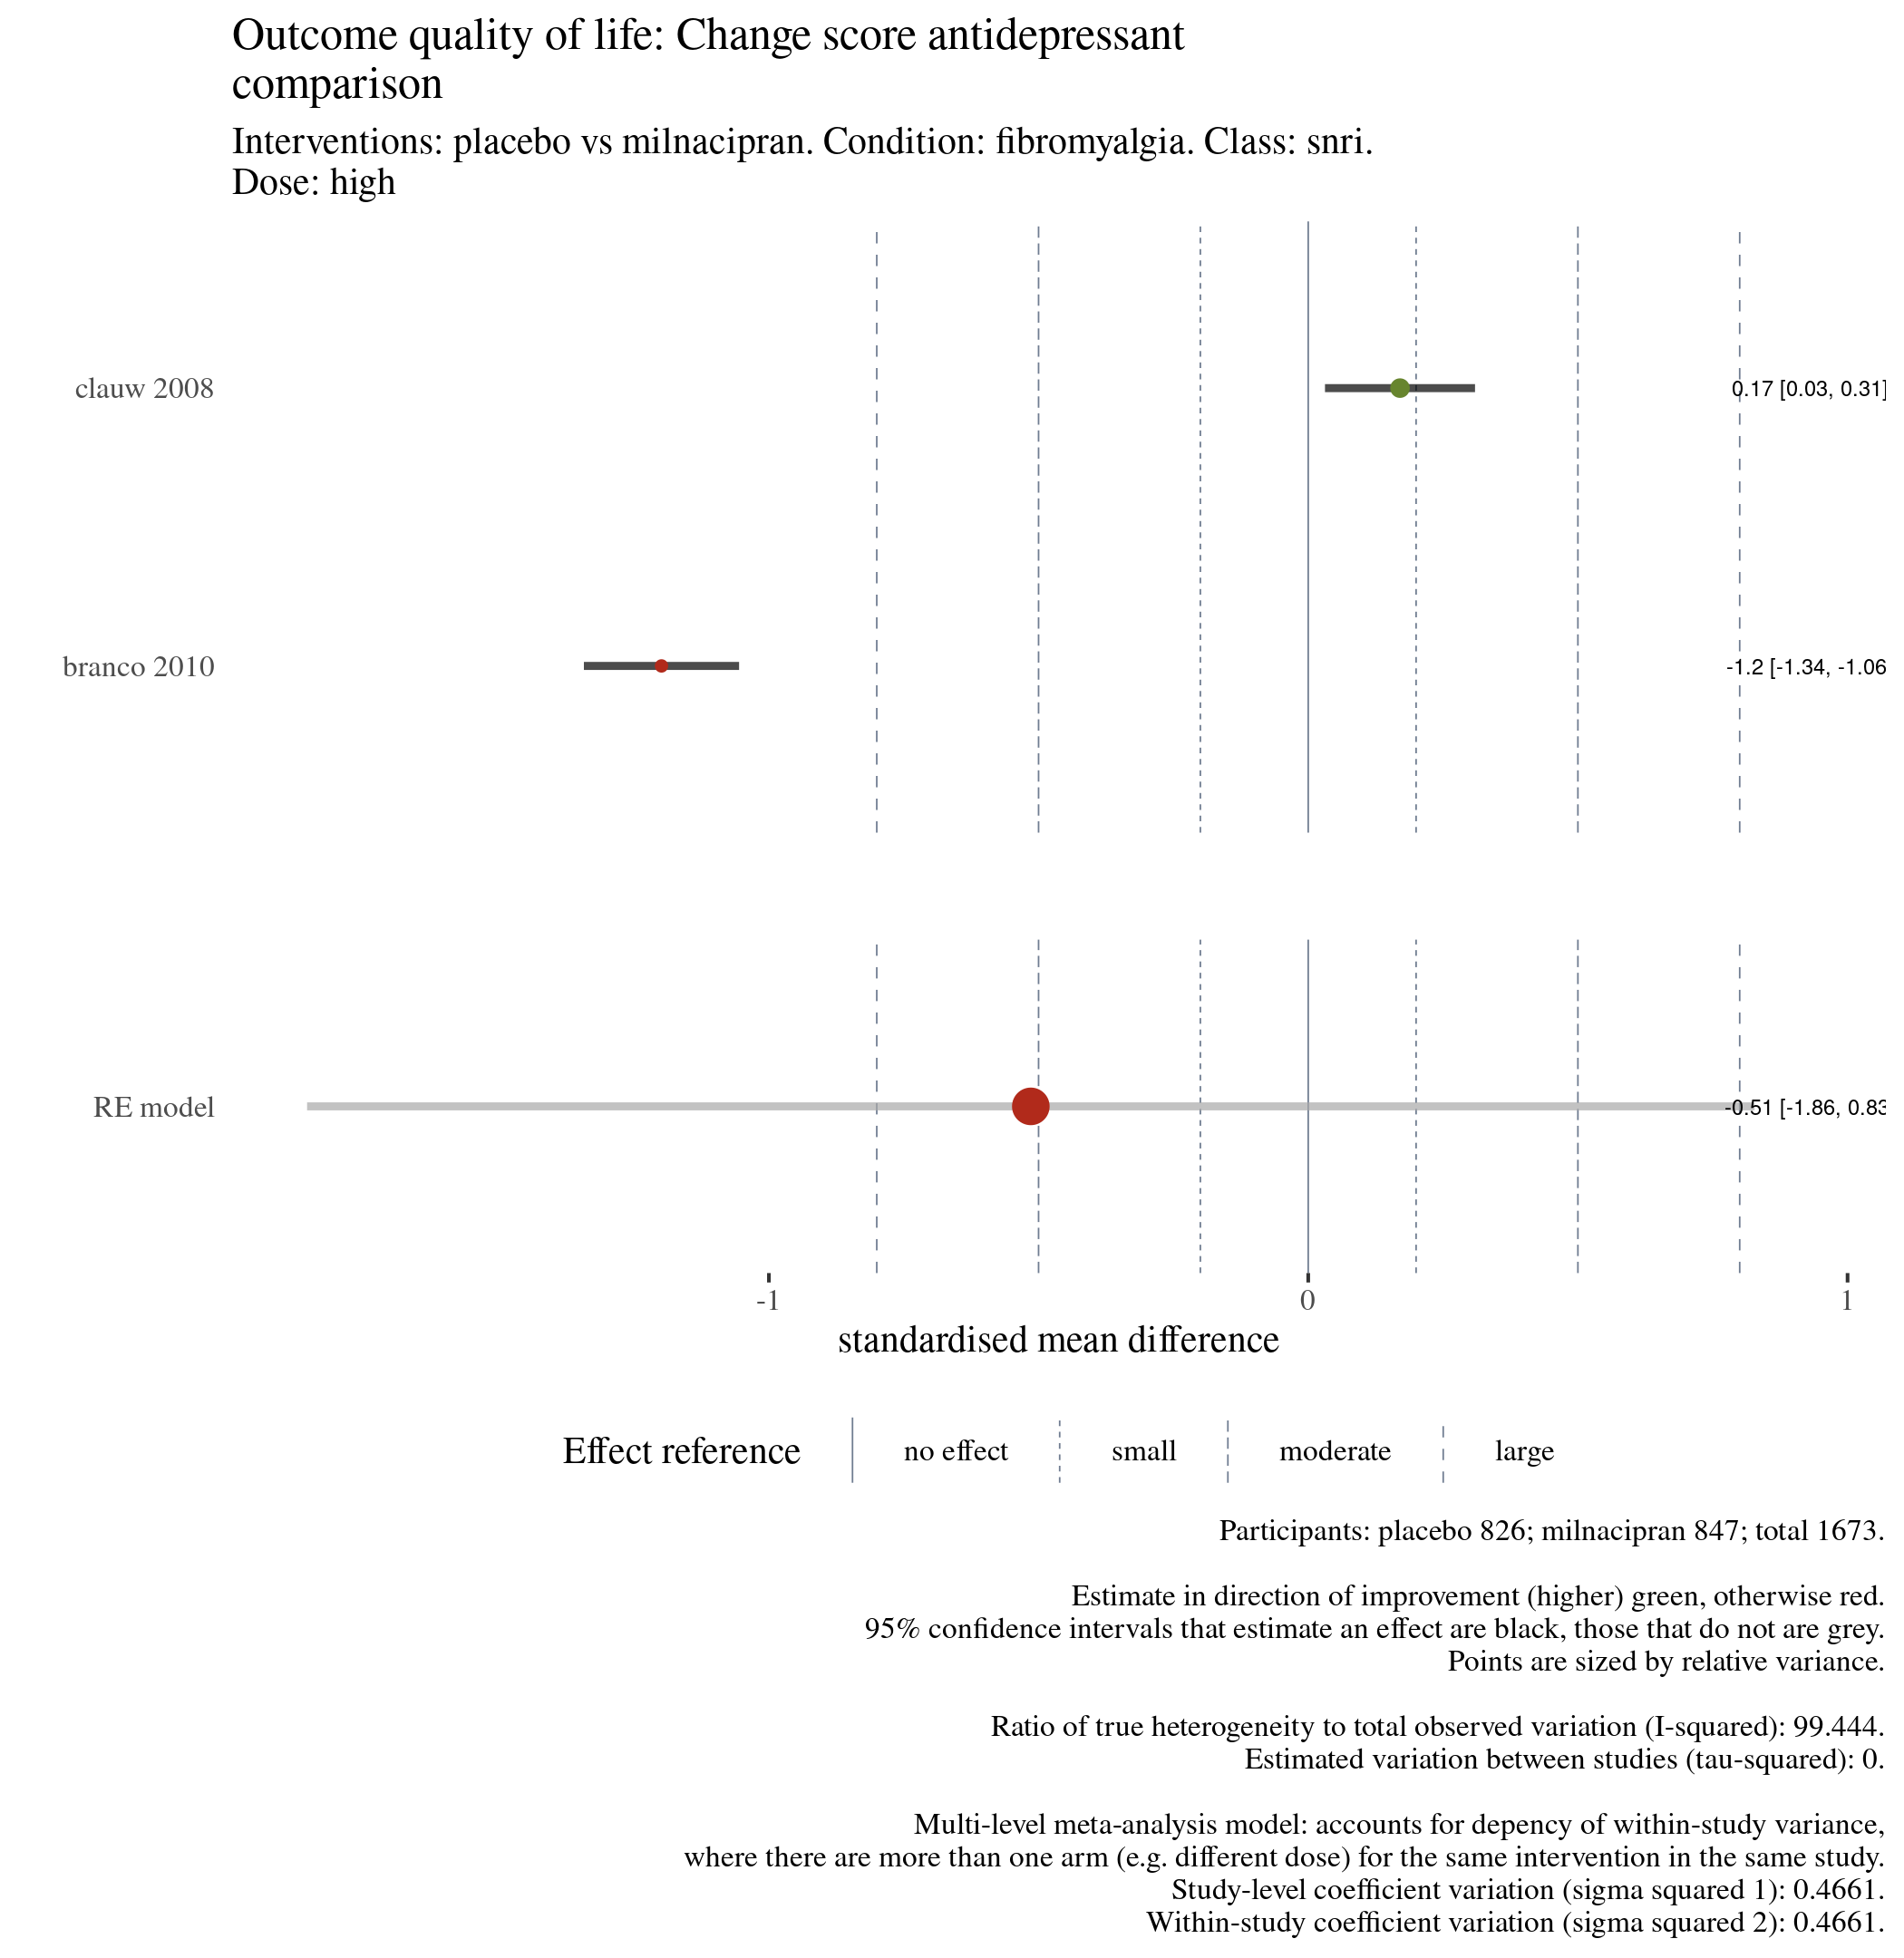 Outcome quality of life: Change score antidepressant
comparison
Interventions: placebo vs milnacipran. Condition: fibromyalgia. Class: snri.
Dose: high
clauw 2008
0.17 [0.03, 0.31]
branco 2010
-1.2 [-1.34, -1.06
RE model
-0.51 [-1.86, 0.83
-1
0
1
standardised mean difference
Effect reference
no effect
small
moderate
large
Participants: placebo 826; milnacipran 847; total 1673.
Estimate in direction of improvement (higher) green, otherwise red.
95% confidence intervals that estimate an effect are black, those that do not are grey.
Points are sized by relative variance.
Ratio of true heterogeneity to total observed variation (I-squared): 99.444.
Estimated variation between studies (tau-squared): 0.
Multi-level meta-analysis model: accounts for depency of within-study variance,
where there are more than one arm (e.g. different dose) for the same intervention in the same study.
Study-level coefficient variation (sigma squared 1): 0.4661.
Within-study coefficient variation (sigma squared 2): 0.4661.